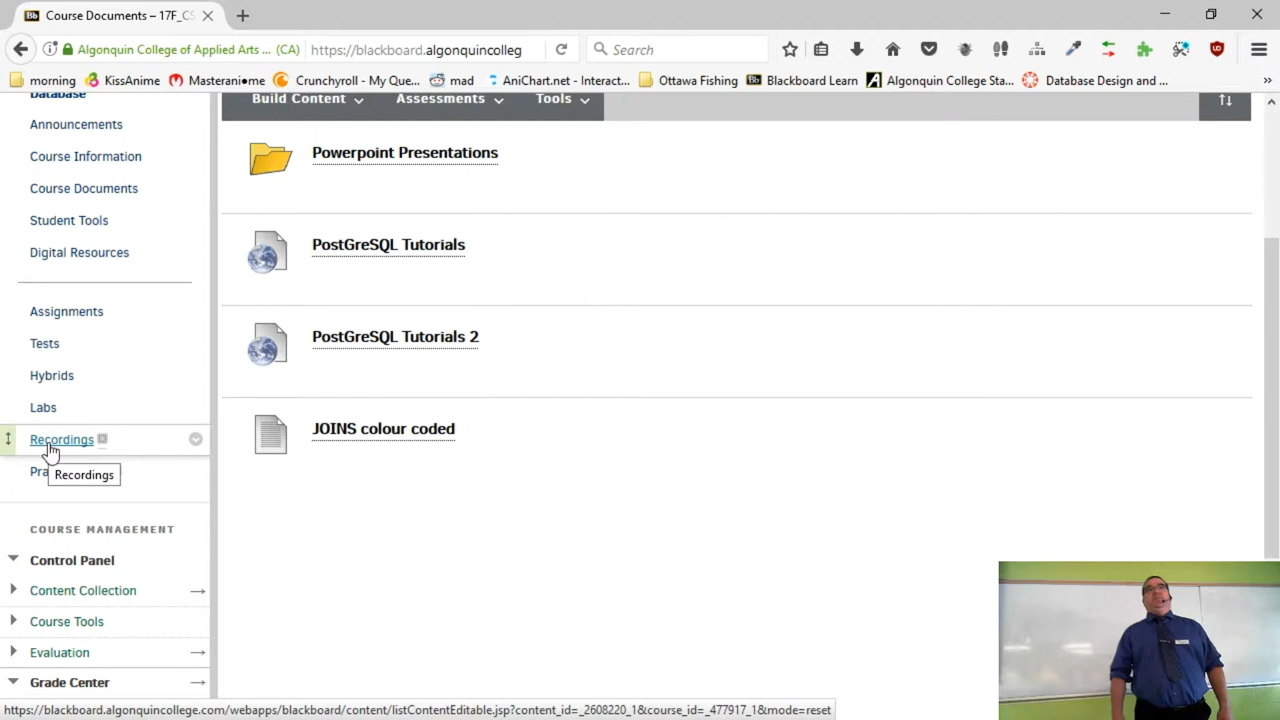 Course Documents – 17F_CS
Algonquin College of Applied Arts ... (CA)
https://blackboard.algonquincolleg
Search
morning
KissAnime
Masterani●me
Crunchyroll - My Que...
mad
AniChart.net - Interact...
Ottawa Fishing
Blackboard Learn
Algonquin College Sta...
Database Design and ...
Database
Announcements
Course Information
Course Documents
Student Tools
Digital Resources
Assignments
Tests
Hybrids
Labs
Recordings
Pra
Recordings
COURSE MANAGEMENT
Control Panel
Content Collection
Course Tools
Evaluation
Grade Center
Build Content
Assessments
Tools
Powerpoint Presentations
PostGreSQL Tutorials
PostGreSQL Tutorials 2
JOINS colour coded
https://blackboard.algonquincollege.com/webapps/blackboard/content/listContentEditable.jsp?content_id=_2608220_1&course_id=_477917_1&mode=reset